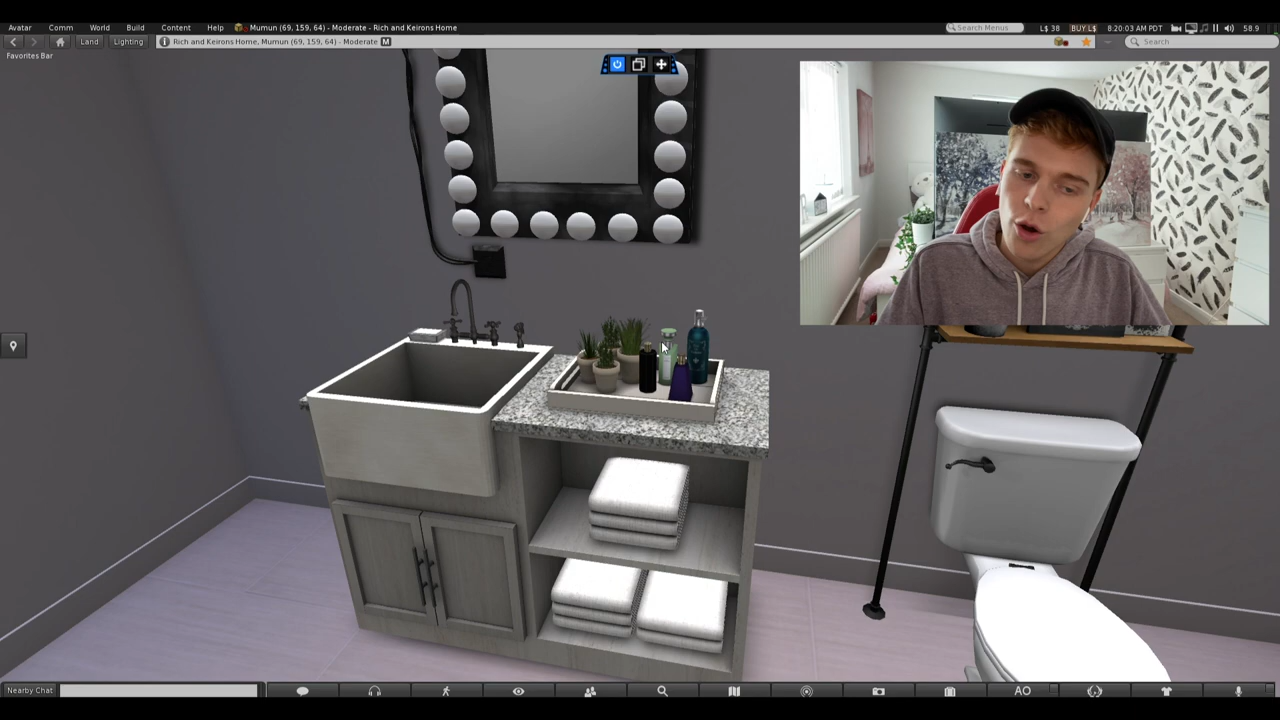 Avatar Comm World Build Content Help Mumun (69, 159, 64) - Moderate - Rich and Keirons Home Search Menus L$ 38 BUY L$ 8:20:03 AM PDT 58.9
Land Lighting Rich and Keirons Home, Mumun (69, 159, 64) - Moderate M Search
Favorites Bar
Nearby Chat AO